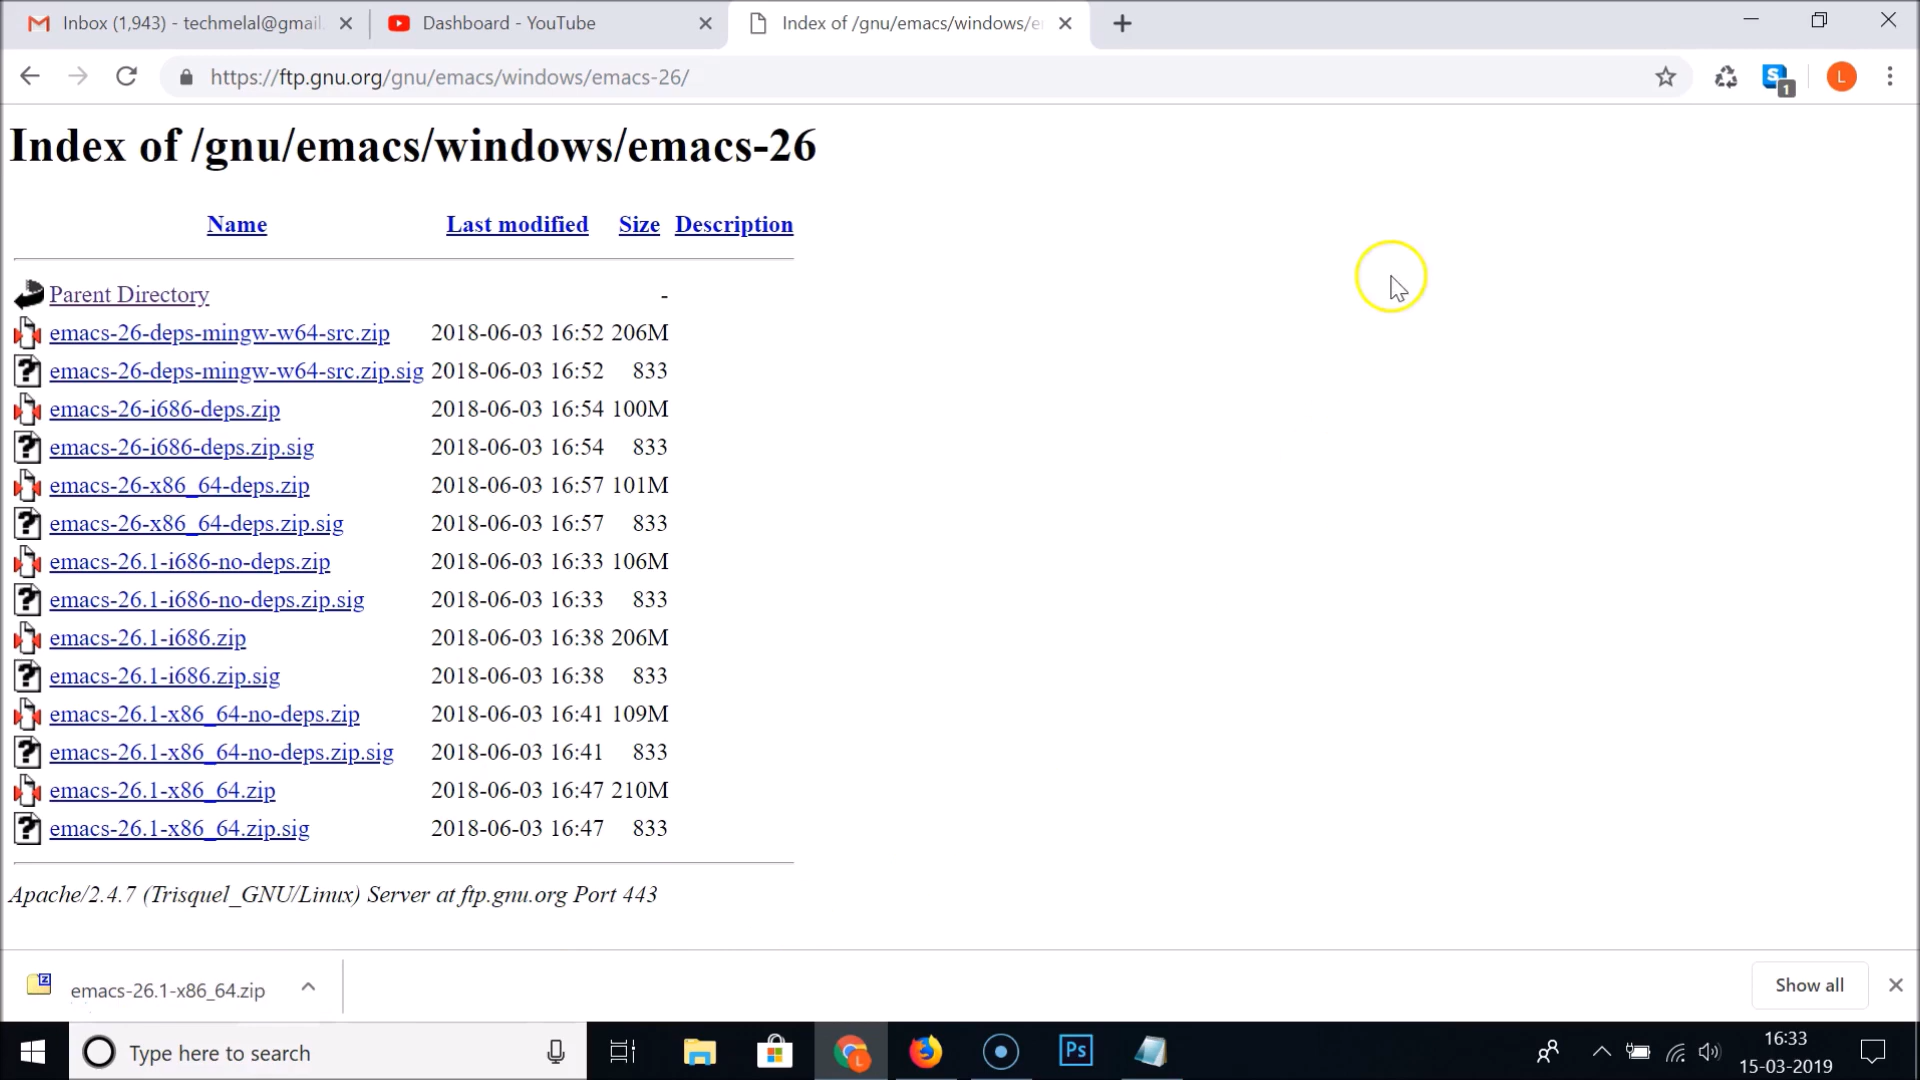 Inbox (1,943) - techmelal@gmail.
Dashboard - YouTube
Index of /gnu/emacs/windows/e
https://ftp.gnu.org/gnu/emacs/windows/emacs-26/
S
1
L
Index of /gnu/emacs/windows/emacs-26
Name Last modified Size Description
Parent Directory -
emacs-26-deps-mingw-w64-src.zip 2018-06-03 16:52 206M
emacs-26-deps-mingw-w64-src.zip.sig 2018-06-03 16:52 833
emacs-26-i686-deps.zip 2018-06-03 16:54 100M
emacs-26-i686-deps.zip.sig 2018-06-03 16:54 833
emacs-26-x86_64-deps.zip 2018-06-03 16:57 101M
emacs-26-x86_64-deps.zip.sig 2018-06-03 16:57 833
emacs-26.1-i686-no-deps.zip 2018-06-03 16:33 106M
emacs-26.1-i686-no-deps.zip.sig 2018-06-03 16:33 833
emacs-26.1-i686.zip 2018-06-03 16:38 206M
emacs-26.1-i686.zip.sig 2018-06-03 16:38 833
emacs-26.1-x86_64-no-deps.zip 2018-06-03 16:41 109M
emacs-26.1-x86_64-no-deps.zip.sig 2018-06-03 16:41 833
emacs-26.1-x86_64.zip 2018-06-03 16:47 210M
emacs-26.1-x86_64.zip.sig 2018-06-03 16:47 833
Apache/2.4.7 (Trisquel_GNU/Linux) Server at ftp.gnu.org Port 443
emacs-26.1-x86_64.zip
Show all
Type here to search
L
Ps
16:33
15-03-2019